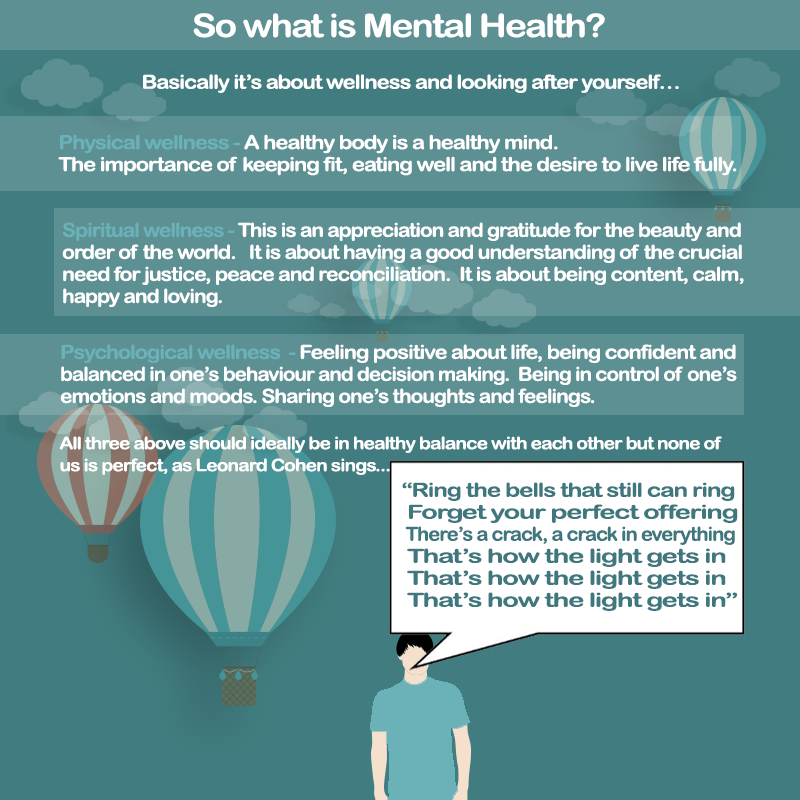 So what is Mental Health?
Basically it's about wellness and looking after yourself...
Physical wellness - A healthy body is a healthy mind.
The importance of keeping fit, eating well and the desire to live life fully.
Spiritual wellness - This is an appreciation and gratitude for the beauty and
order of the world. It is about having a good understanding of the crucial
need for justice, peace and reconciliation. It is about being content, calm,
happy and loving.
Psychological wellness - Feeling positive about life, being confident and
balanced in one's behaviour and decision making. Being in control of one's
emotions and moods. Sharing one's thoughts and feelings.
All three above should ideally be in healthy balance with each other but none of
us is perfect, as Leonard Cohen sings...
“Ring the bells that still can ring
Forget your perfect offering
There's a crack, a crack in everything
That's how the light gets in
That's how the light gets in
That's how the light gets in”